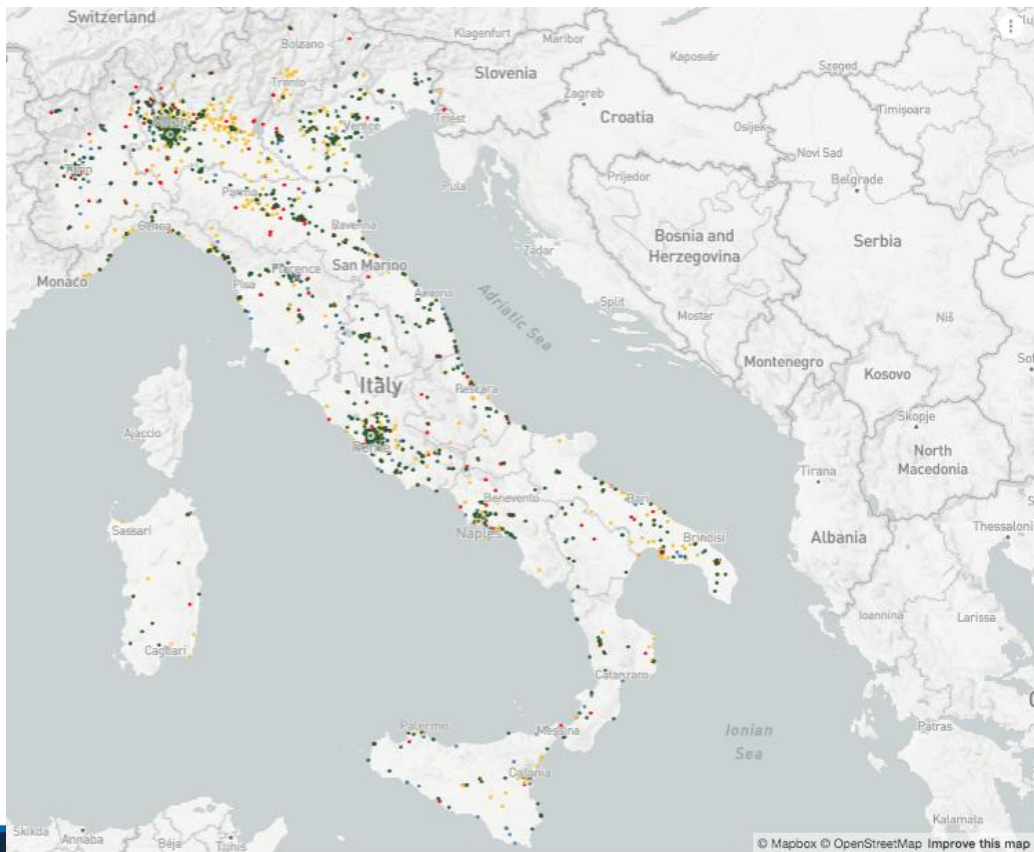 Switzerland
Klagenfurt
Maribor
Kaposvár
Szeged
Bolzano
Slovenia
Trento
Zagreb
Timișoara
Croatia
Osijek
Venice
Triest
Novi Sad
Pula
Prijedor
Belgrade
Parma
Ravenna
Genoa
Bosnia and
Herzegovina
Serbia
Zadar
Florence
San Marino
Monaco
Pisa
Split
Ancona
Adriatic
Sea
Mostar
Niš
Montenegro
Kosovo
Italy
Pescara
Skopje
Ajaccio
Rome
North
Macedonia
Tirana
Benevento
Bari
Sassari
Naples
Brindisi
Albania
Thessaloni
Ioannina
Larissa
Cagliari
Catanzaro
Palermo
Messina
Ionian
Sea
Patras
Catania
Kalamata
Skikda
Annaba
Béja
Tunis
© Mapbox © OpenStreetMap Improve this map